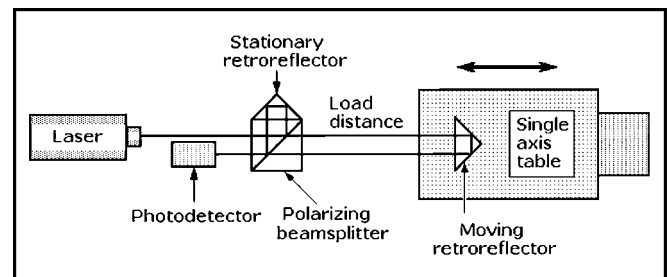 Stationary
retroreflector
Load
distance
Laser
Single
axis
table
Photodetector
Polarizing
beamsplitter
Moving
retroreflector